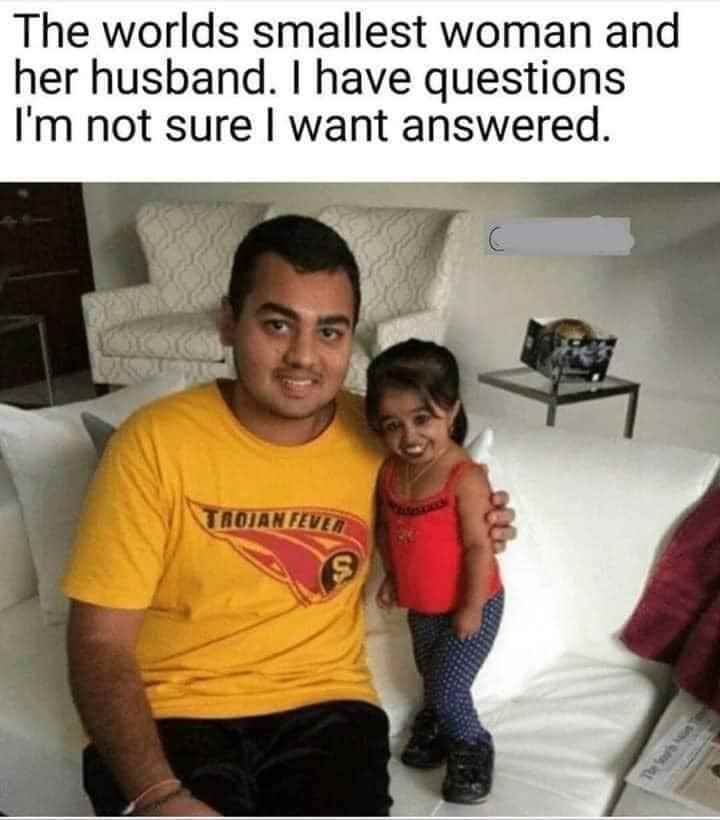 The worlds smallest woman and
her husband. I have questions
I'm not sure I want answered.
TROJAN FEVER
S